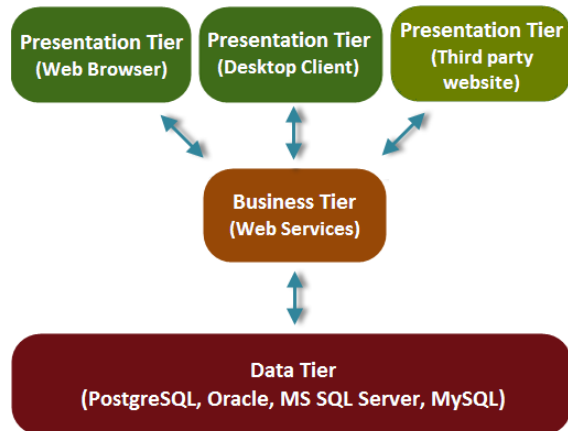 Presentation Tier
(Web Browser)
Presentation Tier
(Desktop Client)
Presentation Tier
(Third party
website)
Business Tier
(Web Services)
Data Tier
(PostgreSQL, Oracle, MS SQL Server, MySQL)